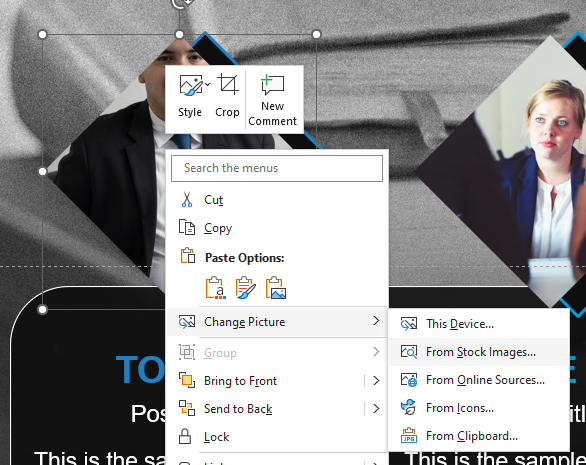 Style
Crop
New
Comment
Search the menus
Cut
Copy
Paste Options:
Change Picture
Group
Bring to Front
Send to Back
Lock
This Device...
From Stock Images...
From Online Sources...
From Icons...
From Clipboard...
JPG
TO
E
Pos
itl
This is the sa
This is the sample